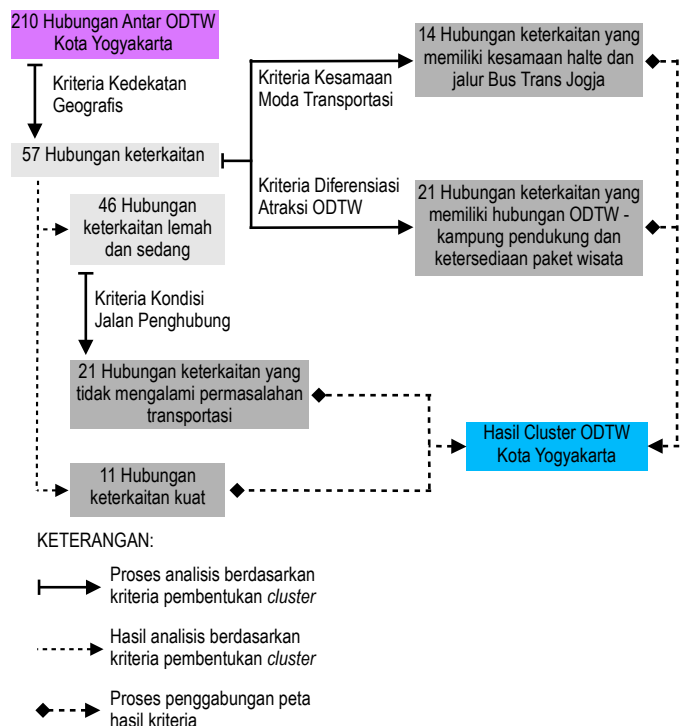 210 Hubungan Antar ODTW
Kota Yogyakarta
Kriteria Kedekatan
Geografis
57 Hubungan keterkaitan
Kriteria Kesamaan
Moda Transportasi
14 Hubungan keterkaitan yang
memiliki kesamaan halte dan
jalur Bus Trans Jogja
Kriteria Diferensiasi
Atraksi ODTW
21 Hubungan keterkaitan yang
memiliki hubungan ODTW -
kampung pendukung dan
ketersediaan paket wisata
46 Hubungan
keterkaitan lemah
dan sedang
Kriteria Kondisi
Jalan Penghubung
21 Hubungan keterkaitan yang
tidak mengalami permasalahan
transportasi
11 Hubungan
keterkaitan kuat
Hasil Cluster ODTW
Kota Yogyakarta
KETERANGAN:
Proses analisis berdasarkan
kriteria pembentukan cluster
Hasil analisis berdasarkan
kriteria pembentukan cluster
Proses penggabungan peta
hasil kriteria